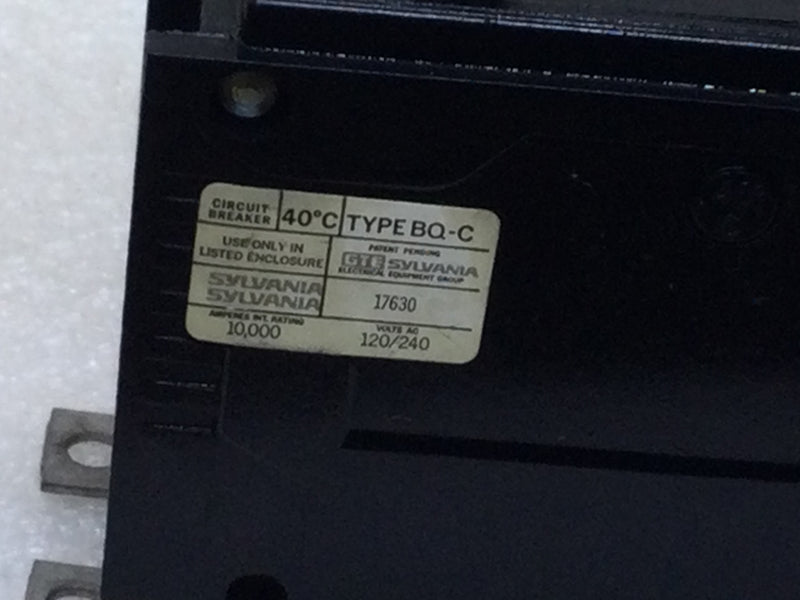 CIRCUIT
BREAKER
40°C
TYPE BQ-C
USE ONLY IN
LISTED ENCLOSURE
PATENT PENDING
GTE SYLVANIA
ELECTRICAL EQUIPMENT GROUP
SYLVANIA
SYLVANIA
17630
AMPERES INT. RATING
10,000
VOLTS AC
120/240